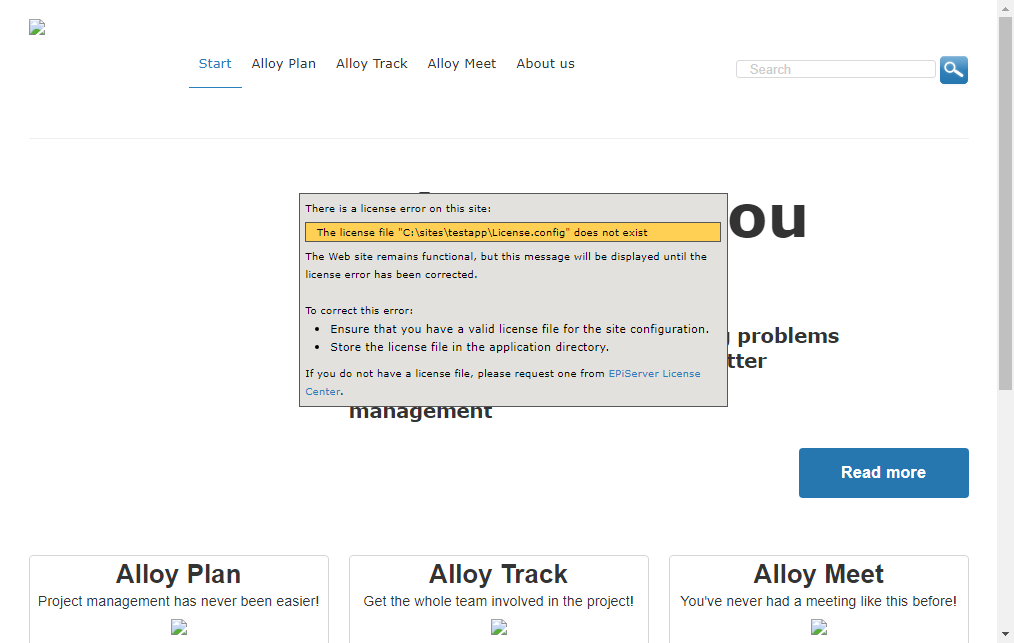 Start Alloy Plan Alloy Track Alloy Meet About us
Search
ou
There is a license error on this site:
The license file "C:\sites\testapp\License.config" does not exist
The Web site remains functional, but this message will be displayed until the
license error has been corrected.
To correct this error:
• Ensure that you have a valid license file for the site configuration.
• Store the license file in the application directory.
If you do not have a license file, please request one from EPiServer License
Center.
problems
tter
management
Read more
Alloy Plan
Project management has never been easier!
Alloy Track
Get the whole team involved in the project!
Alloy Meet
You've never had a meeting like this before!